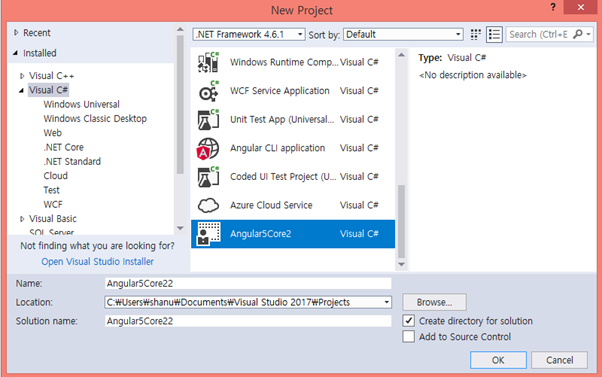 New Project
?
Recent
Installed
Visual C++
Visual C#
Windows Universal
Windows Classic Desktop
Web
.NET Core
.NET Standard
Cloud
Test
WCF
Visual Basic
SQL Server
Not finding what you are looking for?
Open Visual Studio Installer
.NET Framework 4.6.1
Sort by: Default
Search (Ctrl+E
Windows Runtime Comp... Visual C#
WCF Service Application Visual C#
Unit Test App (Universal... Visual C#
Angular CLI application Visual C#
Coded UI Test Project (U... Visual C#
Azure Cloud Service Visual C#
Angular5Core2 Visual C#
Type: Visual C#
<No description available>
Name: Angular5Core22
Location: C:₩Users₩shanu₩Documents₩Visual Studio 2017₩Projects
Browse...
Solution name: Angular5Core22
Create directory for solution
Add to Source Control
OK Cancel